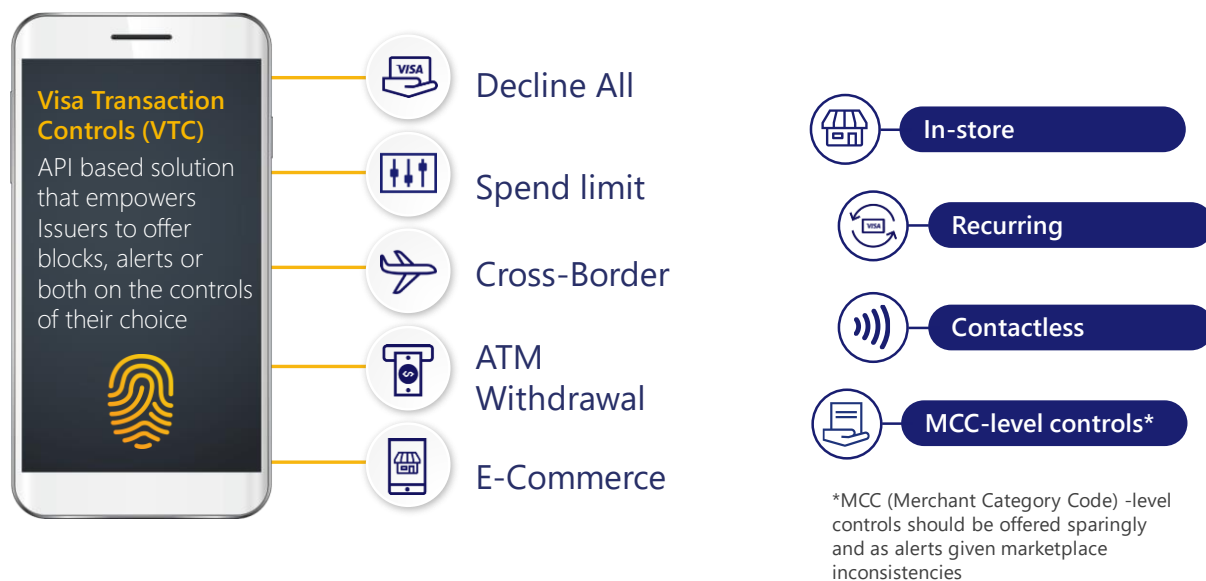 Visa Transaction
Controls (VTC)
API based solution
that empowers
Issuers to offer
blocks, alerts or
both on the controls
of their choice
VISA
Decline All
Spend limit
Cross-Border
ATM
Withdrawal
E-Commerce
In-store
VISA
Recurring
Contactless
MCC-level controls*
*MCC (Merchant Category Code) -level
controls should be offered sparingly
and as alerts given marketplace
inconsistencies